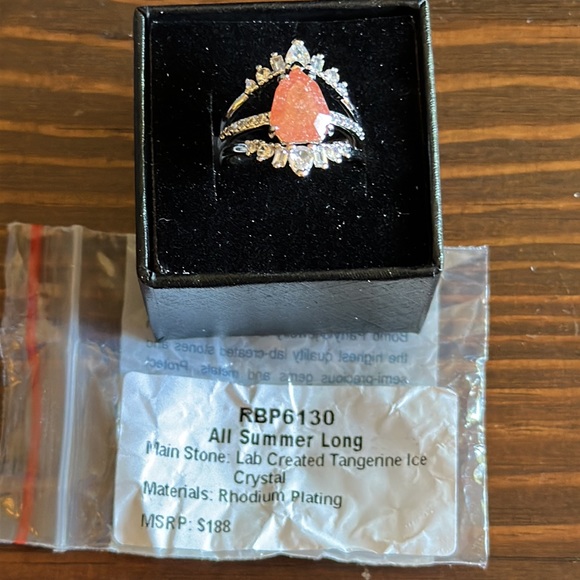 RBP6130
All Summer Long
Main Stone: Lab Created Tangerine Ice
Crystal
Materials: Rhodium Plating
MSRP: $188
the highest quality lab-created stones and
semi-precious gems and metals. Protect